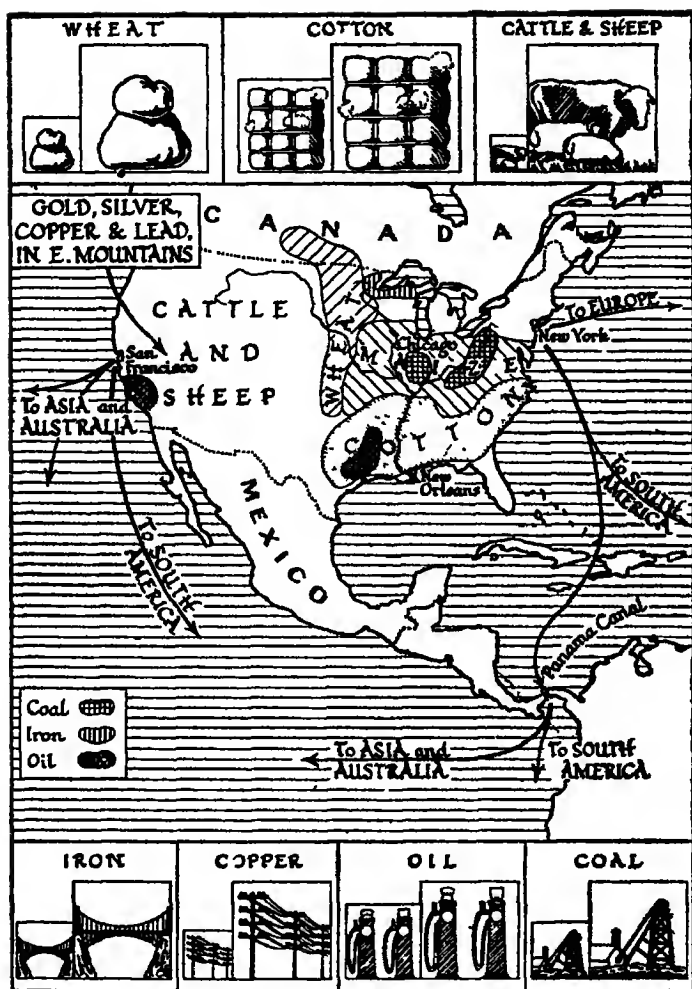 WHEAT
COTTON
CATTLE & SHEEP
GOLD, SILVER,
COPPER & LEAD,
IN E. MOUNTAINS
CANADA
CATTLE
AND
SHEEP
WHEAT
MAIZE
Chicago
COTTON
San
Francisco
New York
New
Orleans
To EUROPE
To ASIA and
AUSTRALIA
To SOUTH
AMERICA
To SOUTH
AMERICA
MEXICO
Panama Canal
Coal
Iron
Oil
To ASIA and
AUSTRALIA
To SOUTH
AMERICA
IRON
COPPER
OIL
COAL